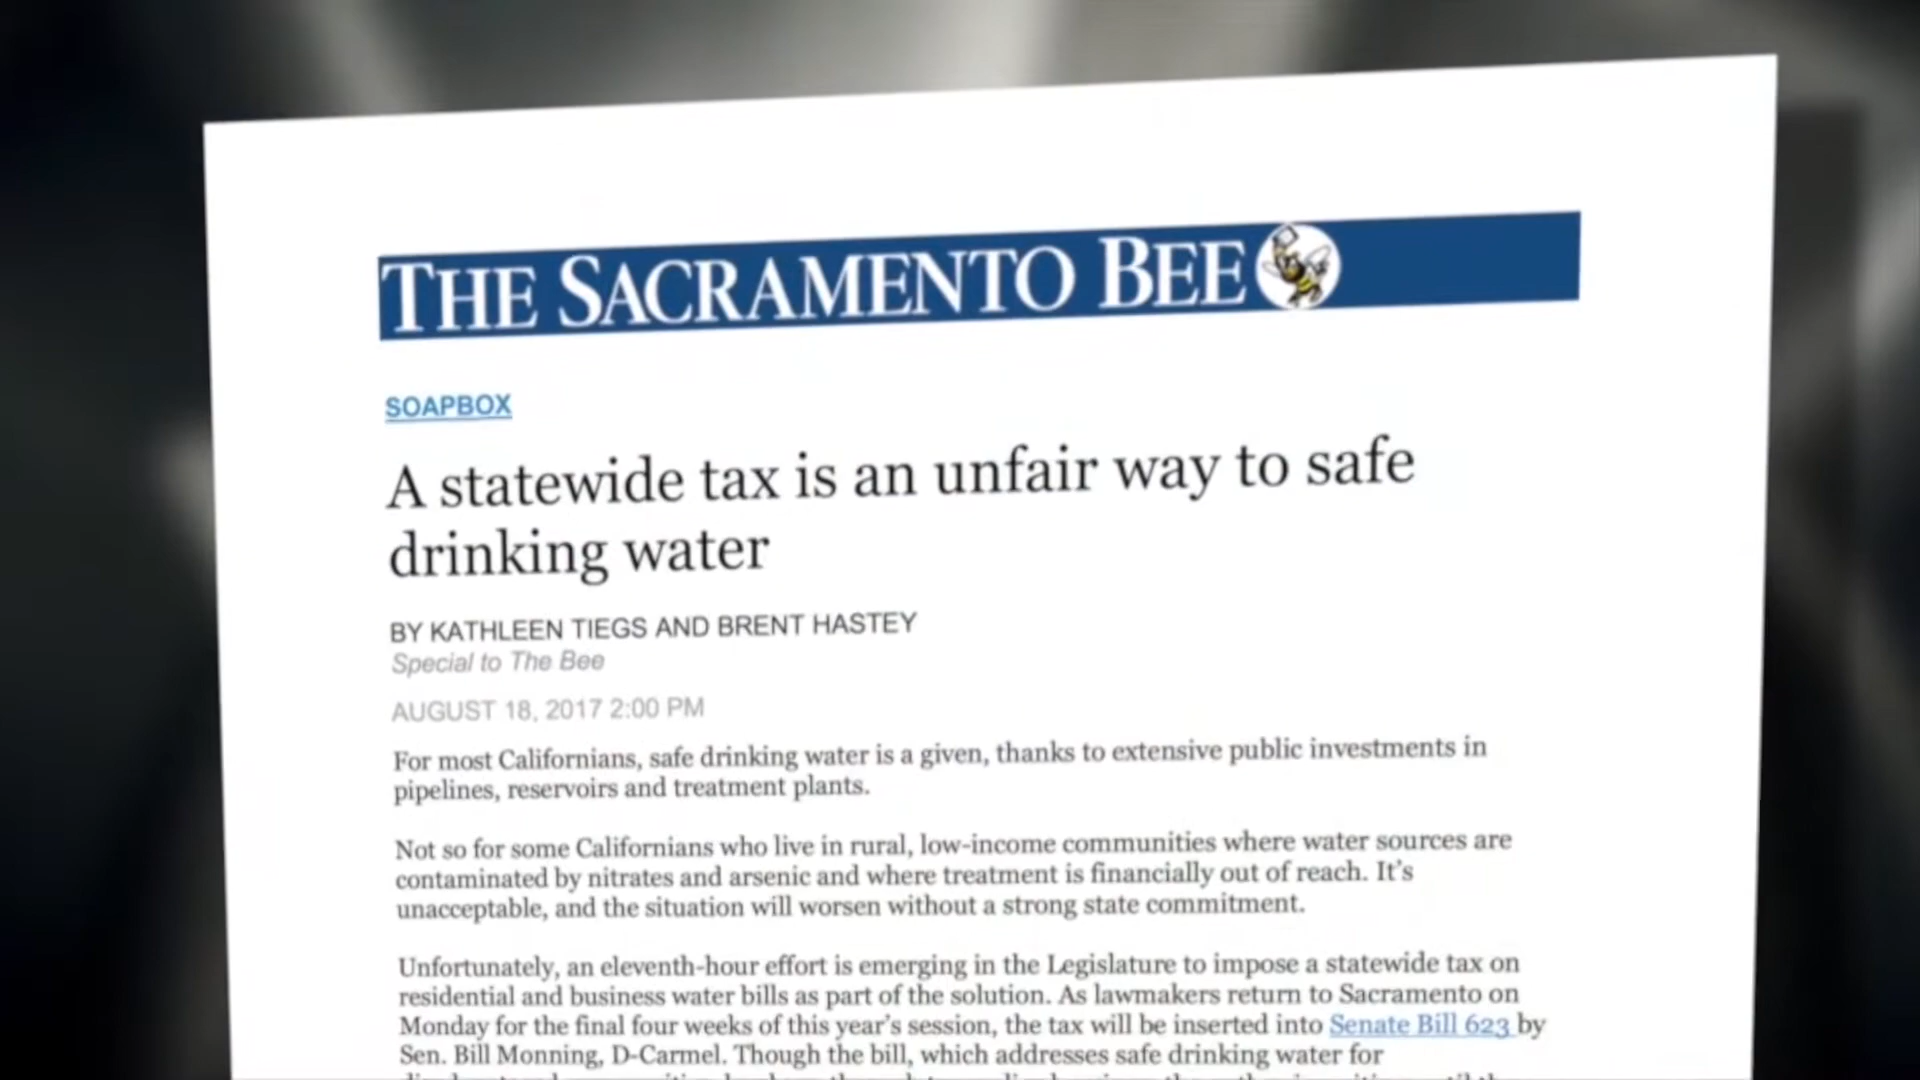 THE SACRAMENTO BEE
SOAPBOX
A statewide tax is an unfair way to safe
drinking water
BY KATHLEEN TIEGS AND BRENT HASTEY
Special to The Bee
AUGUST 18, 2017 2:00 PM
For most Californians, safe drinking water is a given, thanks to extensive public investments in
pipelines, reservoirs and treatment plants.
Not so for some Californians who live in rural, low-income communities where water sources are
contaminated by nitrates and arsenic and where treatment is financially out of reach. It's
unacceptable, and the situation will worsen without a strong state commitment.
Unfortunately, an eleventh-hour effort is emerging in the Legislature to impose a statewide tax on
residential and business water bills as part of the solution. As lawmakers return to Sacramento on
Monday for the final four weeks of this year's session, the tax will be inserted into Senate Bill 623 by
Sen. Bill Monning, D-Carmel. Though the bill, which addresses safe drinking water for